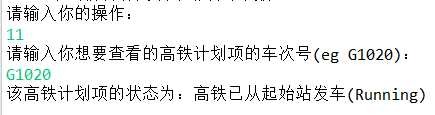 请输入你的操作：
11
请输入你想要查看的高铁计划项的车次号(eg G1020)：
G1020
该高铁计划项的状态为：高铁已从起始站发车(Running)